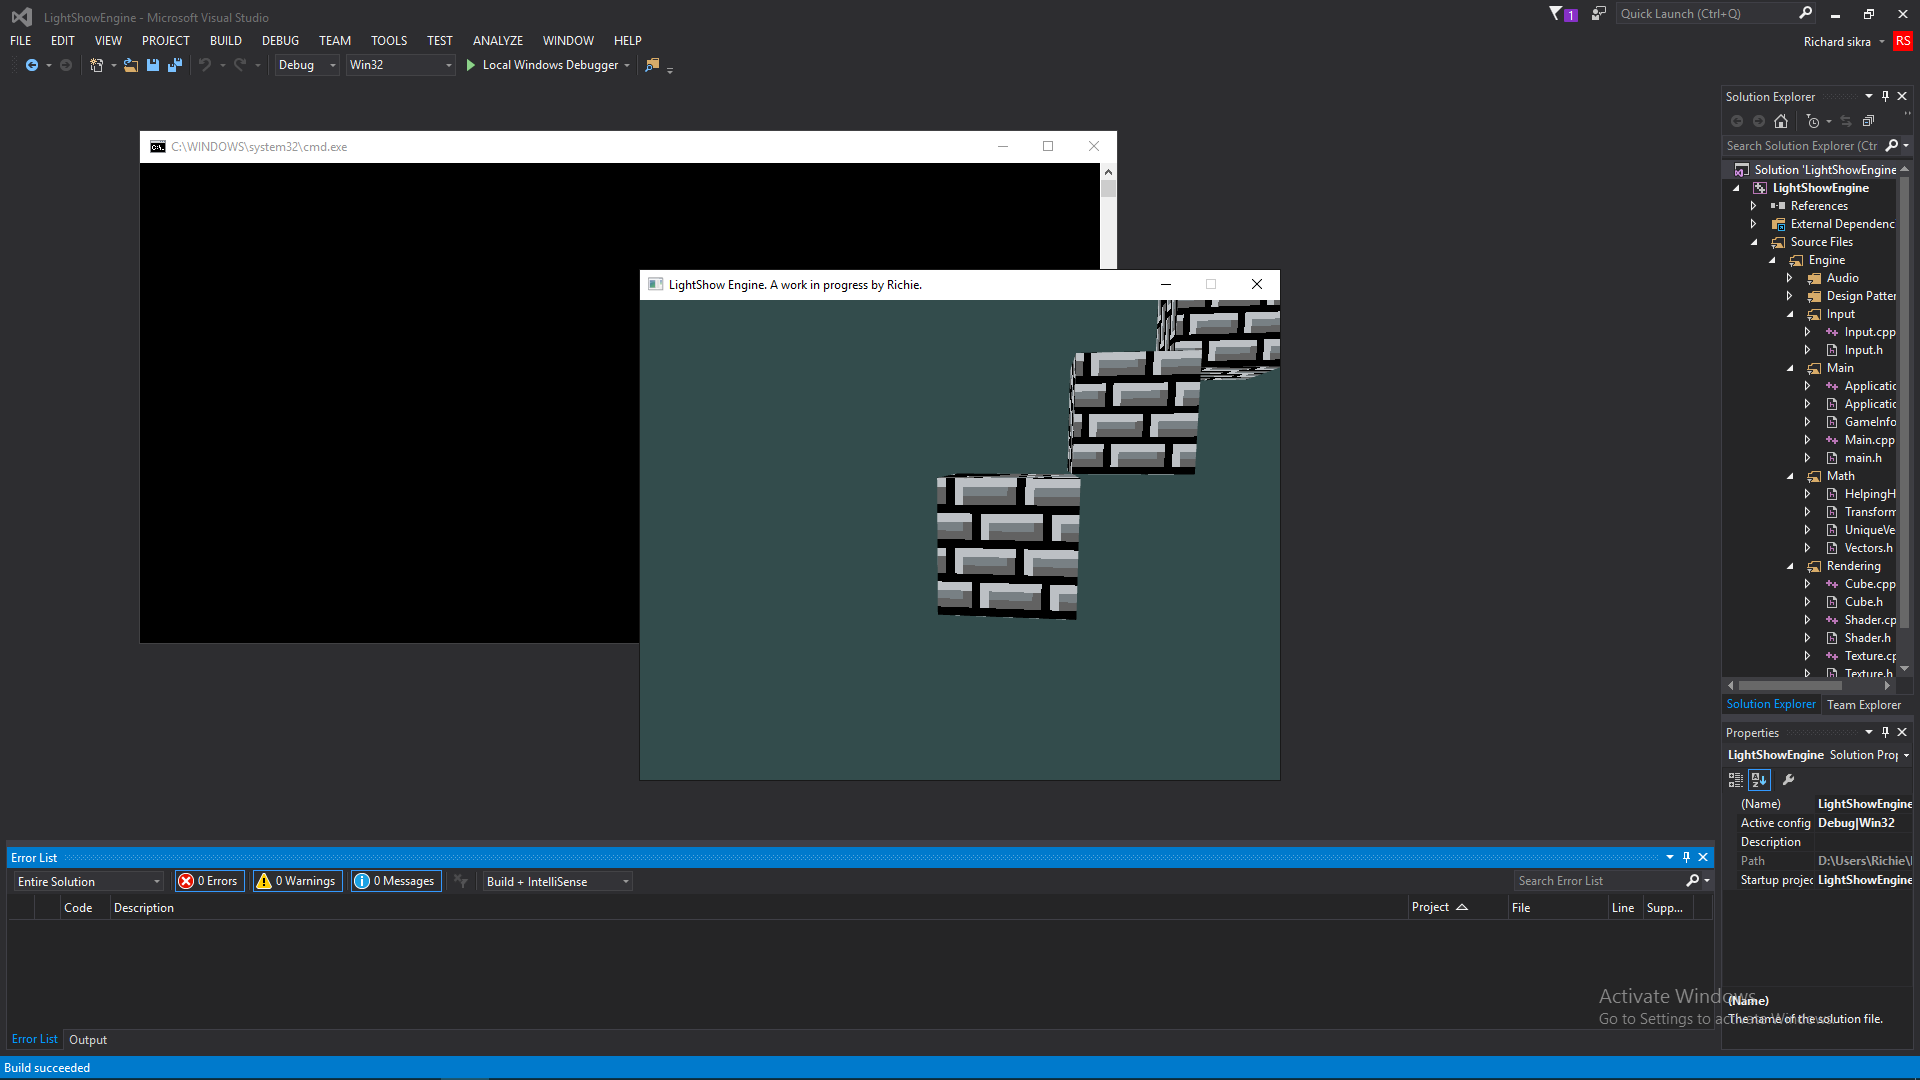 LightShowEngine - Microsoft Visual Studio
1
Quick Launch (Ctrl+Q)
FILE EDIT VIEW PROJECT BUILD DEBUG TEAM TOOLS TEST ANALYZE WINDOW HELP
Richard sikra RS
Debug Win32 Local Windows Debugger
Solution Explorer
Search Solution Explorer (Ctr
Solution 'LightShowEngine
LightShowEngine
References
External Dependenc
Source Files
Engine
Audio
Design Patter
Input
Input.cpp
Input.h
Main
Applicatic
Applicatic
GameInfo
Main.cpp
main.h
Math
HelpingH
Transform
UniqueVe
Vectors.h
Rendering
Cube.cpp
Cube.h
Shader.cp
Shader.h
Texture.cp
Texture.h
Solution Explorer Team Explorer
C:\WINDOWS\system32\cmd.exe
LightShow Engine. A work in progress by Richie.
Properties
LightShowEngine Solution Prop
(Name) LightShowEngine
Active config Debug|Win32
Description
Path D:\Users\Richie\
Startup projec LightShowEngine
(Name)
The name of the solution file.
Error List
Entire Solution 0 Errors 0 Warnings 0 Messages Build + IntelliSense Search Error List
Code Description Project File Line Supp...
Activate Windows
Go to Settings to activate Windows.
Error List Output
Build succeeded